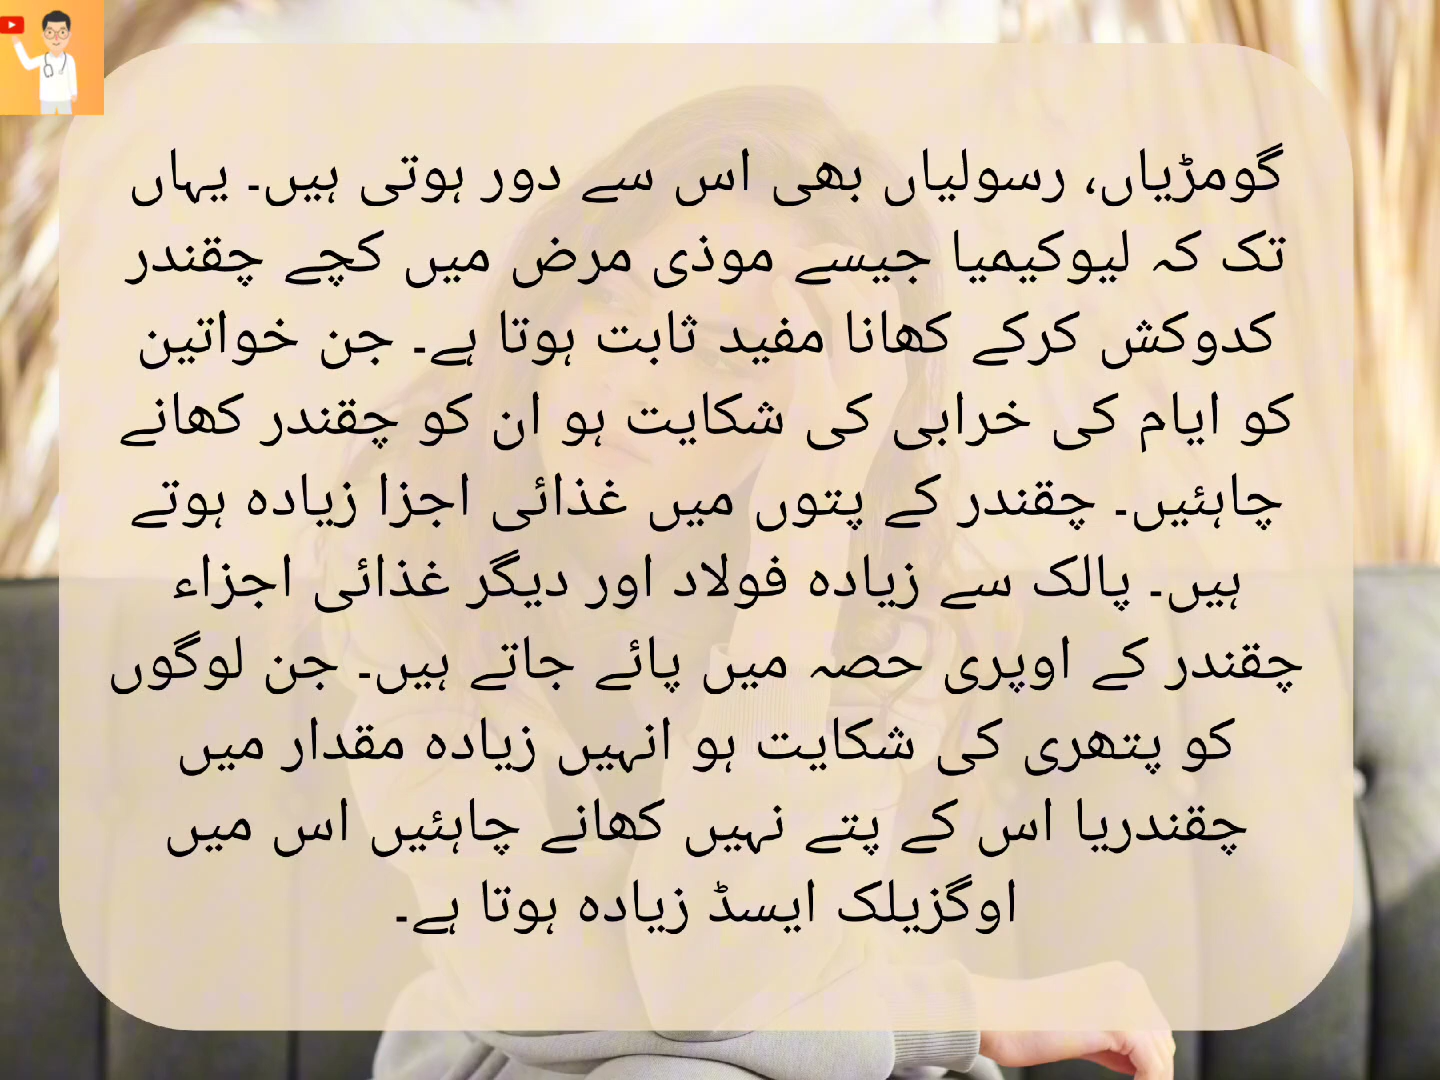 گومڑیاں، رسولیاں بھی اس سے دور ہوتی ہیں۔ یہاں
تک کہ لیوکیمیا جیسے موذی مرض میں کچے چقندر
کدوکش کرکے کھانا مفید ثابت ہوتا ہے۔ جن خواتین
کو ایام کی خرابی کی شکایت ہو ان کو چقندر کھانے
چاہئیں۔ چقندر کے پتوں میں غذائی اجزا زیادہ ہوتے
ہیں۔ پالک سے زیادہ فولاد اور دیگر غذائی اجزاء
چقندر کے اوپری حصہ میں پائے جاتے ہیں۔ جن لوگوں
کو پتھری کی شکایت ہو انہیں زیادہ مقدار میں
چقندریا اس کے پتے نہیں کھانے چاہئیں اس میں
اوگزیلک ایسڈ زیادہ ہوتا ہے۔